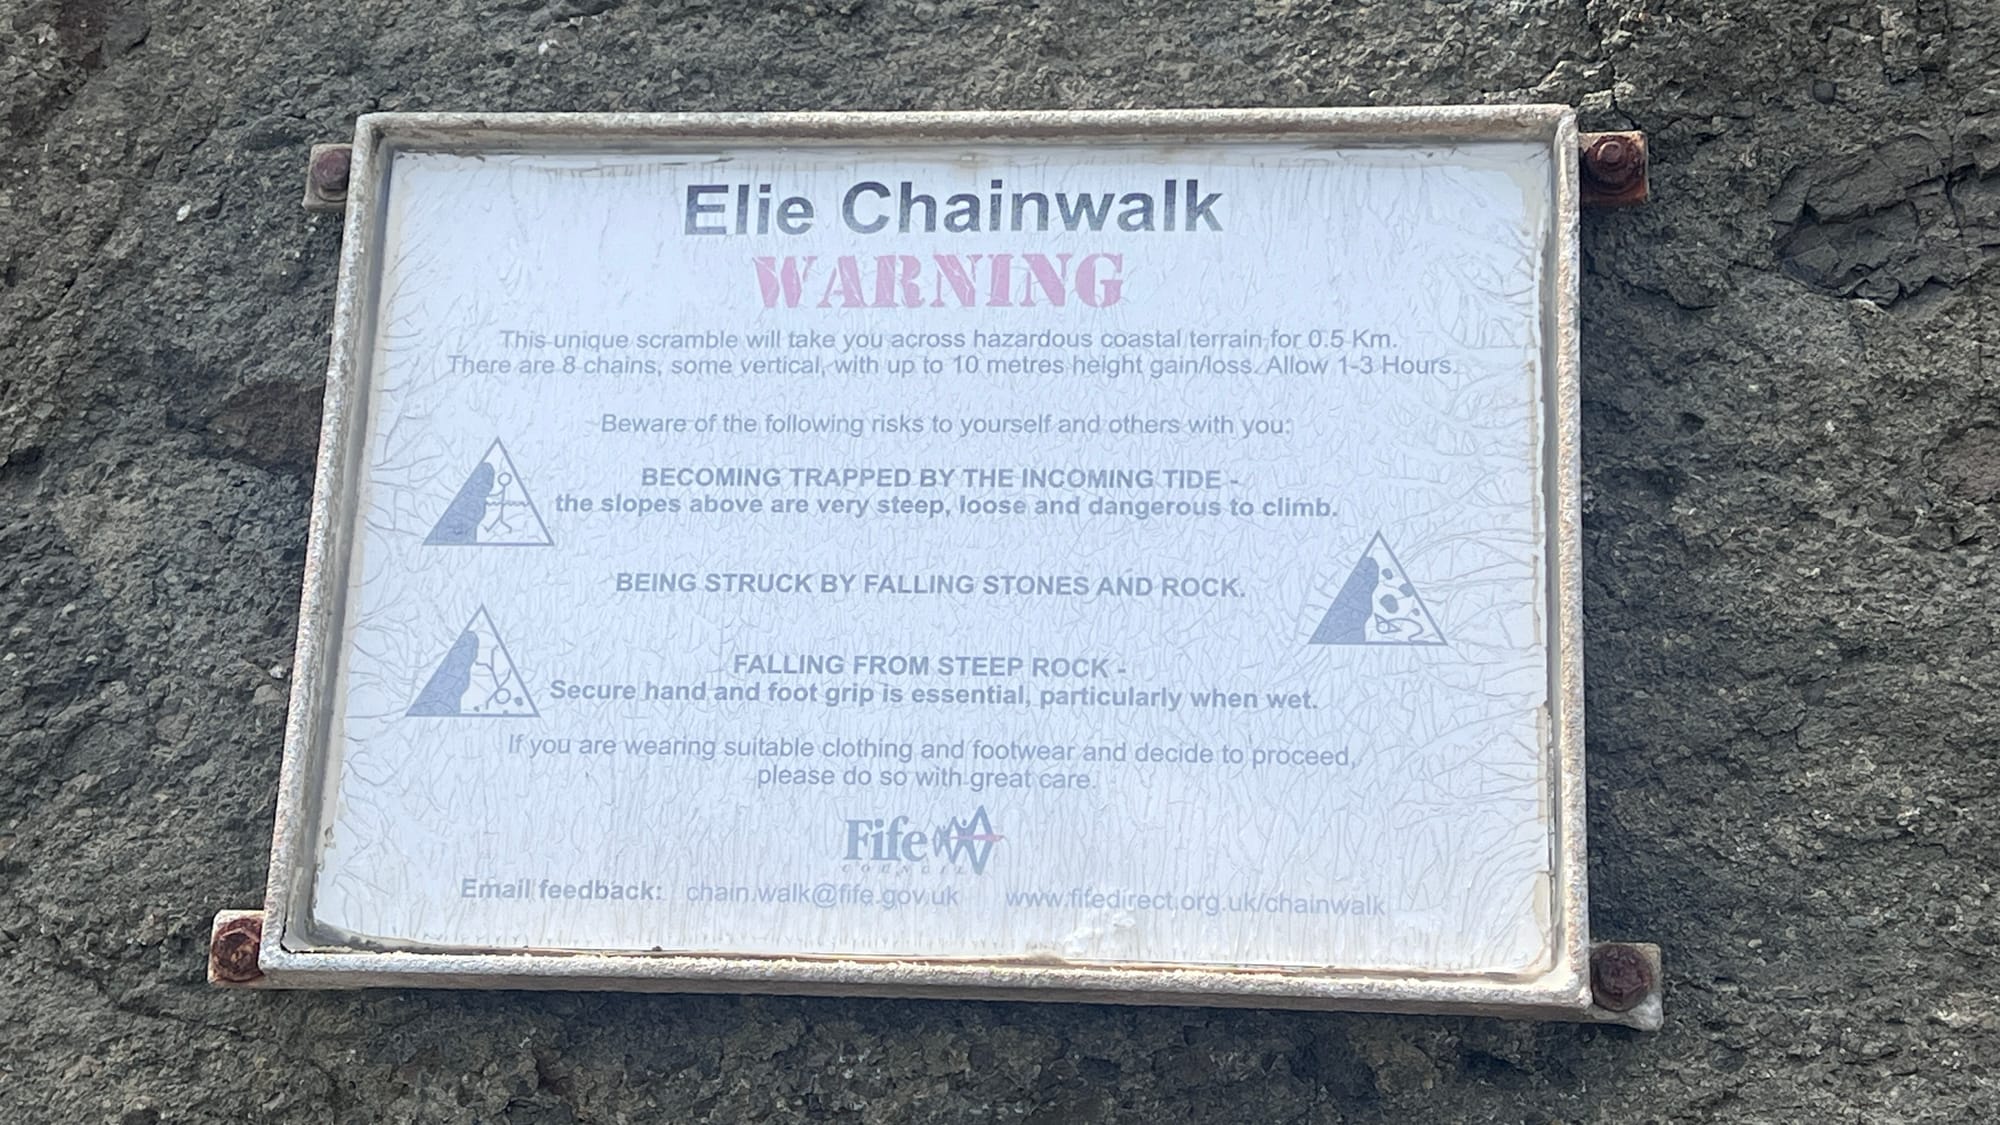 Elie Chainwalk
WARNING
This unique scramble will take you across hazardous coastal terrain for 0.5 Km.
There are 8 chains, some vertical, with up to 10 metres height gain/loss. Allow 1-3 Hours.
Beware of the following risks to yourself and others with you:
BECOMING TRAPPED BY THE INCOMING TIDE -
the slopes above are very steep, loose and dangerous to climb.
BEING STRUCK BY FALLING STONES AND ROCK.
FALLING FROM STEEP ROCK -
Secure hand and foot grip is essential, particularly when wet.
If you are wearing suitable clothing and footwear and decide to proceed,
please do so with great care.
Fife
COUNCIL
Email feedback: chain.walk@fife.gov.uk www.fifedirect.org.uk/chainwalk